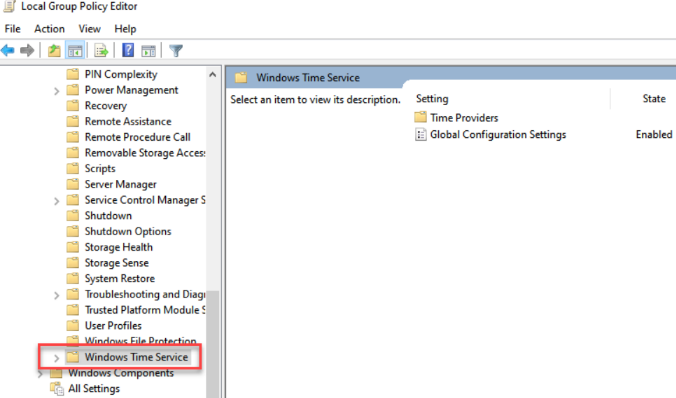 Local Group Policy Editor
File Action View Help
PIN Complexity
Power Management
Recovery
Remote Assistance
Remote Procedure Call
Removable Storage Access
Scripts
Server Manager
Service Control Manager S
Shutdown
Shutdown Options
Storage Health
Storage Sense
System Restore
Troubleshooting and Diag
Trusted Platform Module S
User Profiles
Windows File Protection
Windows Time Service
Windows Components
All Settings
Windows Time Service
Select an item to view its description.
Setting State
Time Providers
Global Configuration Settings Enabled